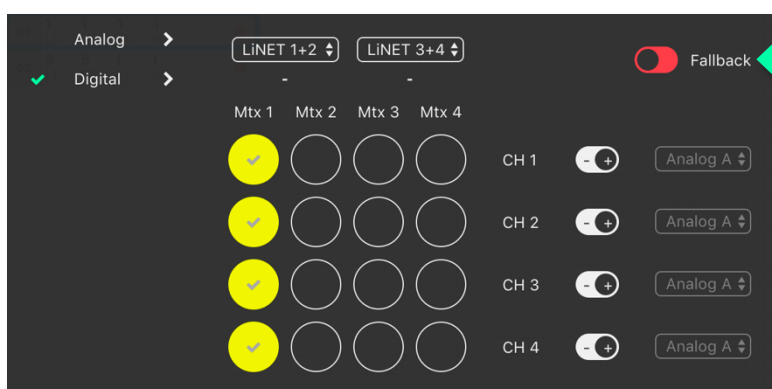 Analog
LiNET 1+2 LiNET 3+4
Fallback
Digital
- -
Mtx 1 Mtx 2 Mtx 3 Mtx 4
CH 1 - + Analog A
CH 2 - + Analog A
CH 3 - + Analog A
CH 4 - + Analog A